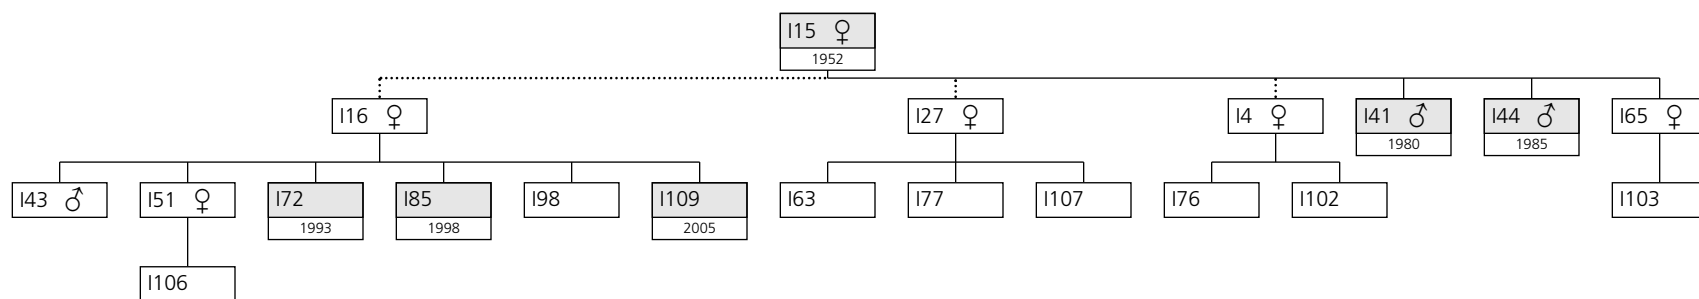 I15 ♀
1952
I16 ♀
I27 ♀
I4 ♀
I41 ♂
I44 ♂
I65 ♀
1980
1985
I43 ♂
I51 ♀
I72
I85
I98
I109
I63
I77
I107
I76
I102
I103
1993
1998
2005
I106